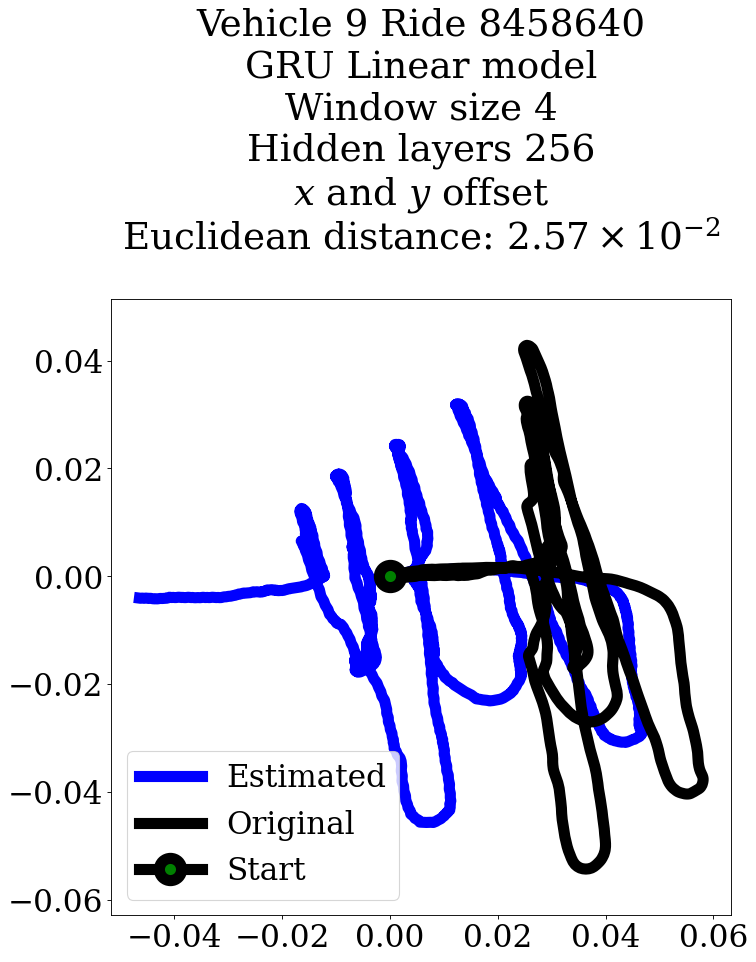 Vehicle 9 Ride 8458640
GRU Linear model
Window size 4
Hidden layers 256
x and y offset
Euclidean distance: 2.57 × 10⁻²
0.04
0.02
0.00
−0.02
−0.04
−0.06
Estimated
Original
Start
−0.04 −0.02 0.00 0.02 0.04 0.06